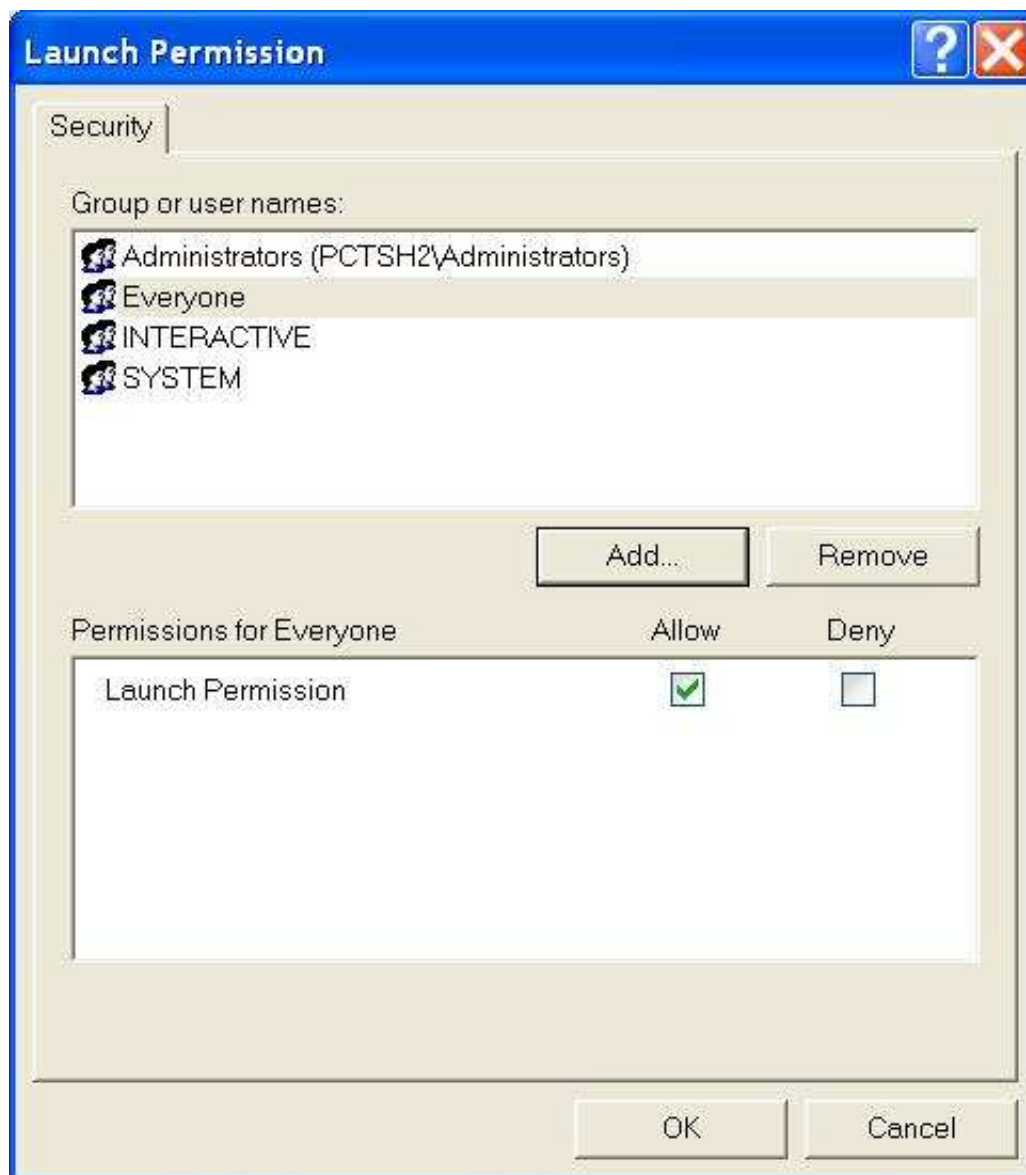 Launch Permission
Security
Group or user names:
Administrators (PCTSH2\Administrators)
Everyone
INTERACTIVE
SYSTEM
Add... Remove
Permissions for Everyone Allow Deny
Launch Permission
OK Cancel